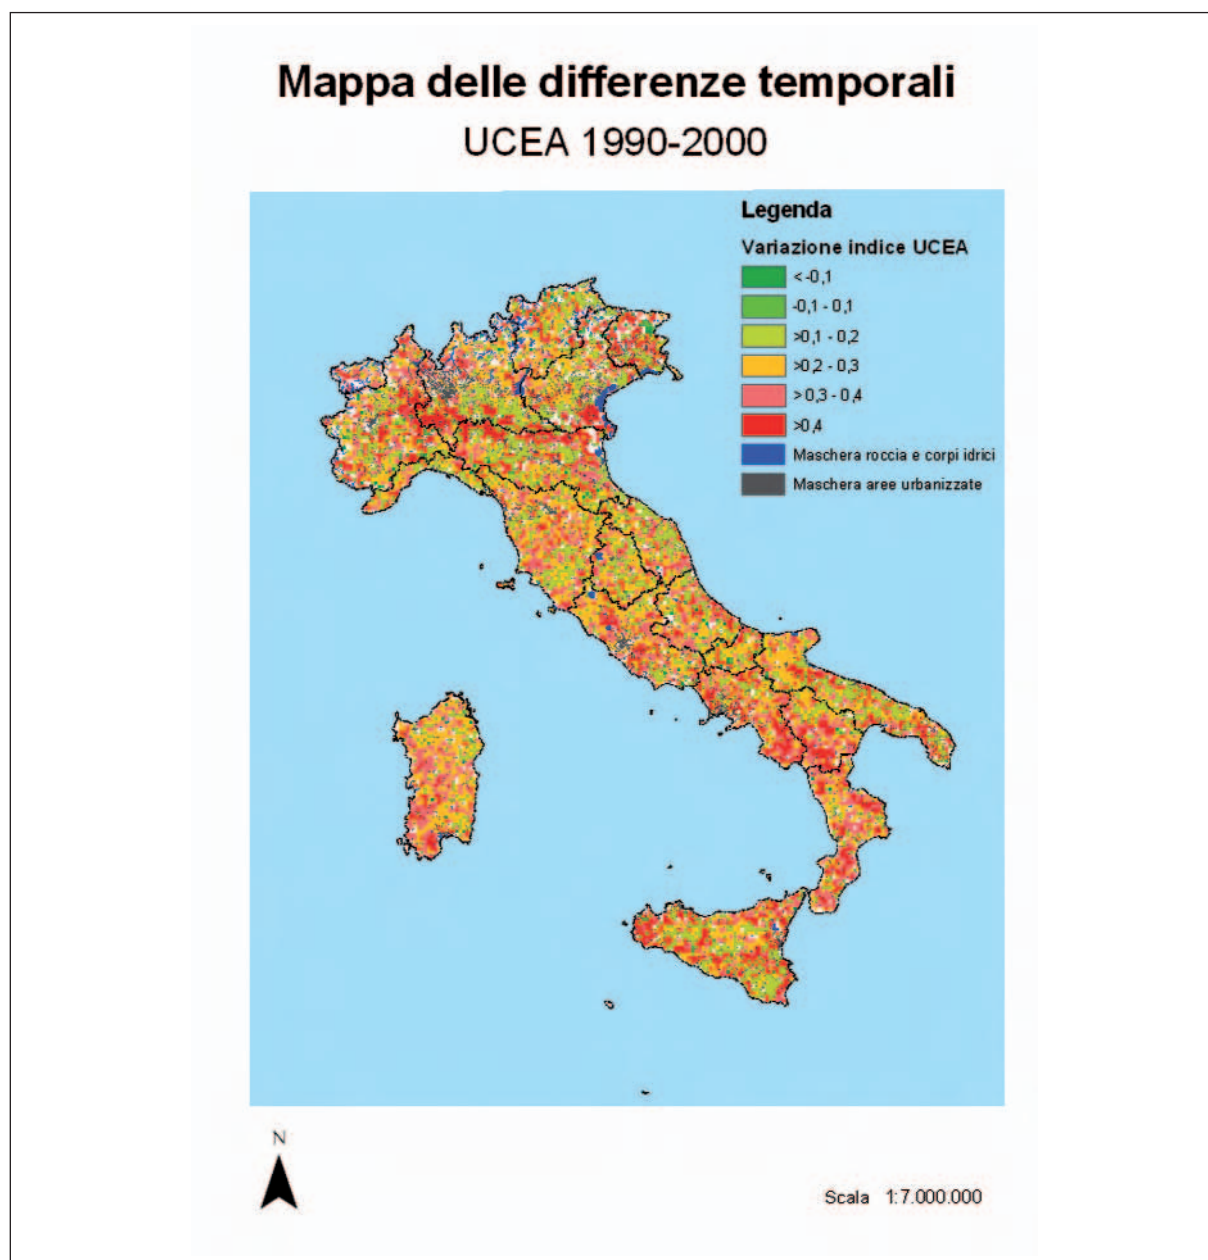 Mappa delle differenze temporali
UCEA 1990-2000
Legenda
Variazione indice UCEA
< -0,1
-0,1 - 0,1
>0,1 - 0,2
>0,2 - 0,3
> 0,3 - 0,4
>0,4
Maschera roccia e corpi idrici
Maschera aree urbanizzate
N
Scala 1:7.000.000